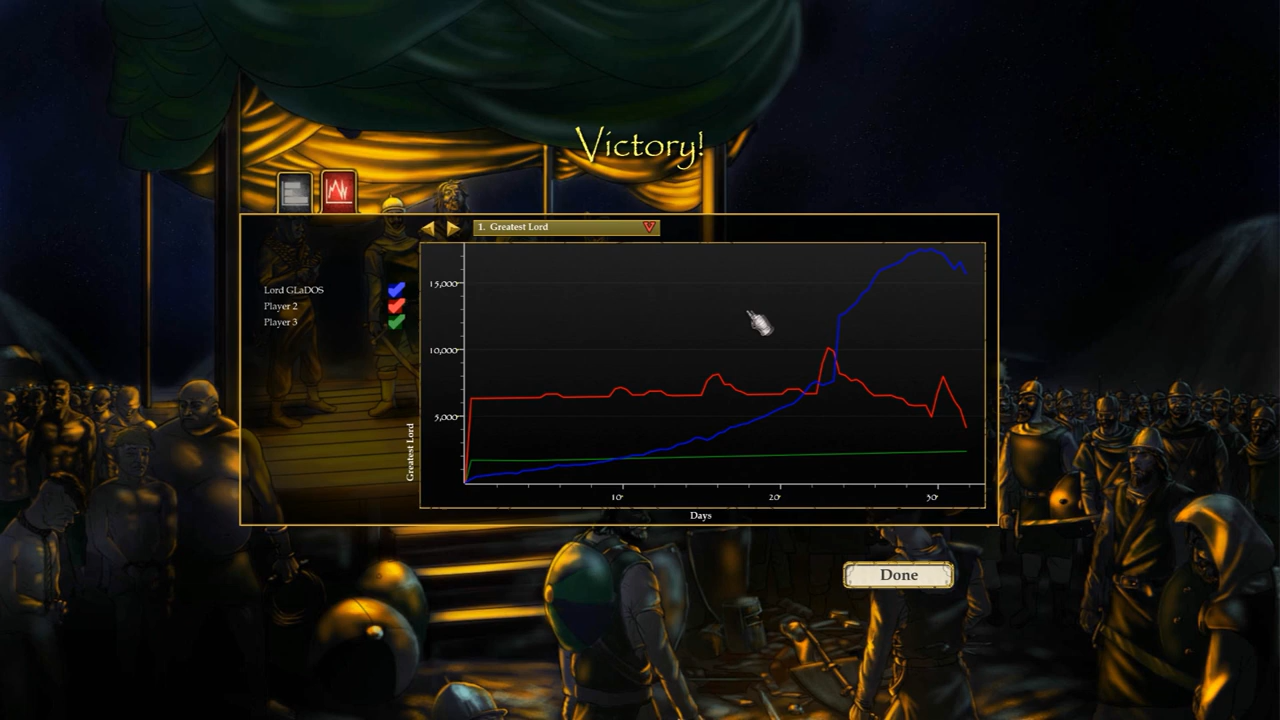 Victory!
1. Greatest Lord
Lord GLaDOS
Player 2
Player 3
15,000
10,000
5,000
Greatest Lord
10
20
30
Days
Done